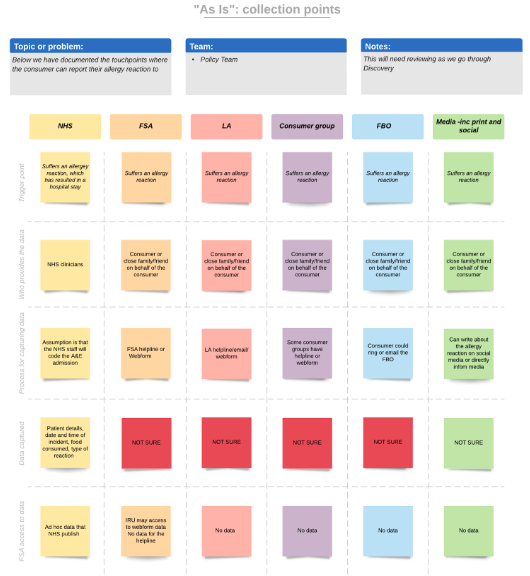 "As Is": collection points
Topic or problem:
Below we have documented the touchpoints where
the consumer can report their allergy reaction to
Team:
• Policy Team
Notes:
This will need reviewing as we go through
Discovery
NHS
FSA
LA
Consumer group
FBO
Media -inc print and
social
Trigger point
Suffers an allergey
reaction, which
has resulted in a
hospital stay
Suffers an allergy
reaction
Suffers an allergy
reaction
Suffers an allergy
reaction
Suffers an allergy
reaction
Suffers an allergy
reaction
Who provides the data
NHS clinicians
Consumer or
close family/friend
on behalf of the
consumer
Consumer or
close family/friend
on behalf of the
consumer
Consumer or
close family/friend
on behalf of the
consumer
Consumer or
close family/friend
on behalf of the
consumer
Consumer or
close family/friend
on behalf of the
consumer
Process for capturing data
Assumption is that
the NHS staff will
code the A&E
admission
FSA helpline or
Webform
LA helpline/email/
webform
Some consumer
groups have
helpline or
webform
Consumer could
ring or email the
FBO
Can write about
the allergy
reaction on social
media or directly
inform media
Data captured
Patient details,
date and time of
incident, food
consumed, type of
reaction
NOT SURE
NOT SURE
NOT SURE
NOT SURE
NOT SURE
FSA access to data
Ad hoc data that
NHS publish
IRU may access
to webform data
No data for the
helpline
No data
No data
No data
No data